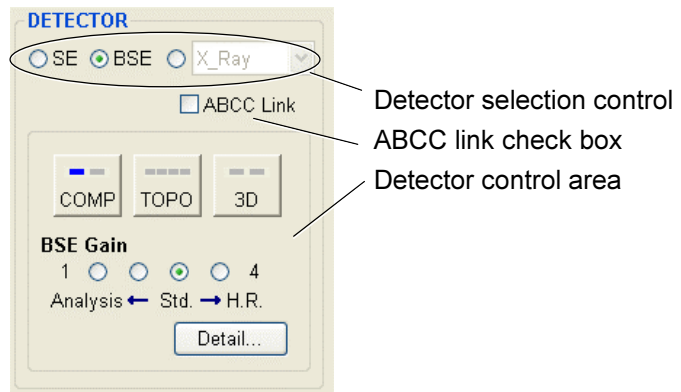 DETECTOR
SE BSE X_Ray
Detector selection control
ABCC Link
ABCC link check box
Detector control area
COMP TOPO 3D
BSE Gain
1 4
Analysis ← Std. → H.R.
Detail...